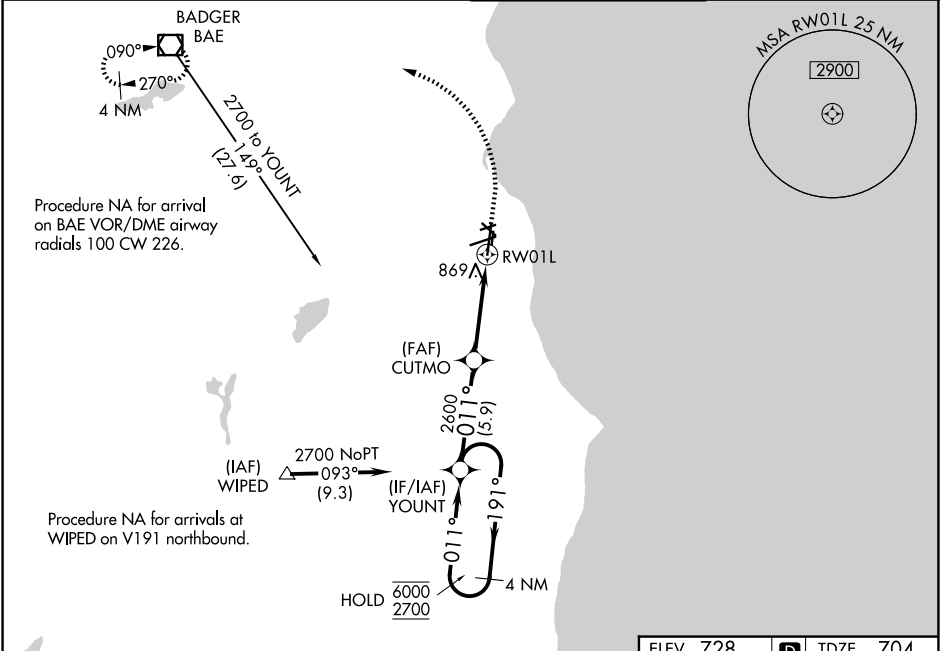 BADGER
BAE
090°
270°
4 NM
2700 to YOUNT
149°
(27.6)
MSA RW01L 25 NM
2900
Procedure NA for arrival
on BAE VOR/DME airway
radials 100 CW 226.
RW01L
869
(FAF)
CUTMO
2600
011°
(5.9)
(IAF)
WIPED
2700 NoPT
093°
(9.3)
(IF/IAF)
YOUNT
191°
011°
Procedure NA for arrivals at
WIPED on V191 northbound.
HOLD
6000
2700
4 NM
ELEV 728
D
TDZE 704